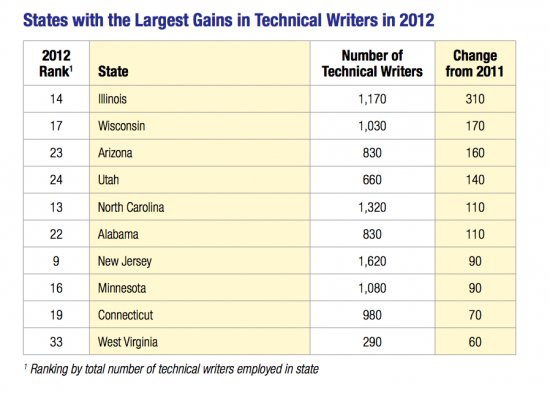 States with the Largest Gains in Technical Writers in 2012
2012 Rank1 State Number of Technical Writers Change from 2011
14 Illinois 1,170 310
17 Wisconsin 1,030 170
23 Arizona 830 160
24 Utah 660 140
13 North Carolina 1,320 110
22 Alabama 830 110
9 New Jersey 1,620 90
16 Minnesota 1,080 90
19 Connecticut 980 70
33 West Virginia 290 60
1 Ranking by total number of technical writers employed in state